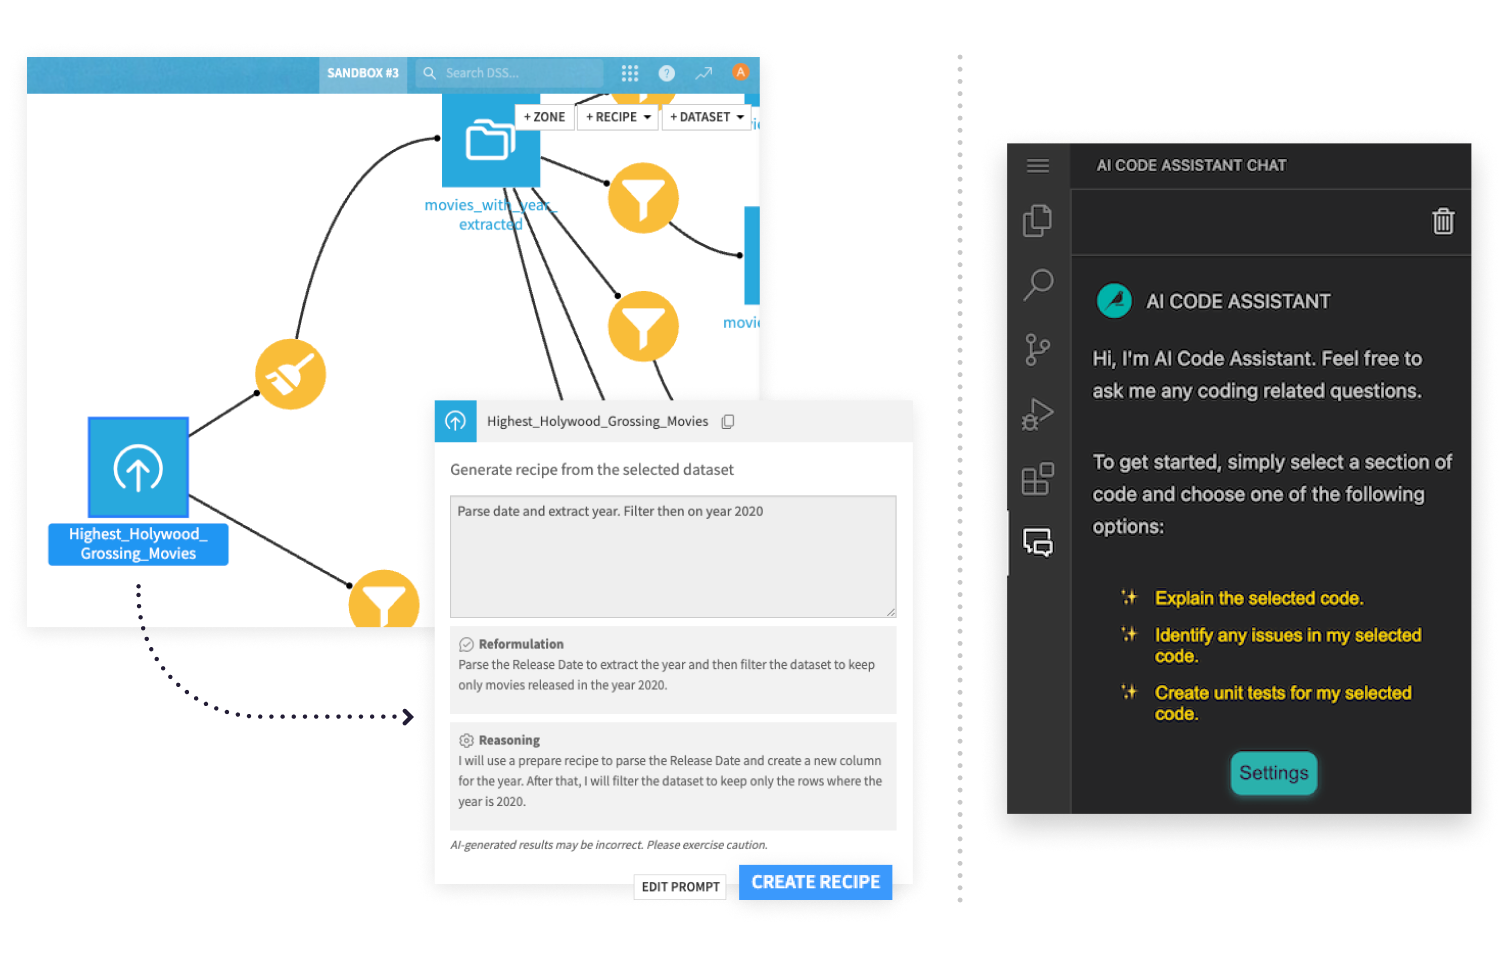 SANDBOX #3
Search DSS...
?
A
+ ZONE
+ RECIPE
+ DATASET
movies_with_year_
extracted
Highest_Holywood_
Grossing_Movies
Highest_Holywood_Grossing_Movies
Generate recipe from the selected dataset
Parse date and extract year. Filter then on year 2020
Reformulation
Parse the Release Date to extract the year and then filter the dataset to keep
only movies released in the year 2020.
Reasoning
I will use a prepare recipe to parse the Release Date and create a new column
for the year. After that, I will filter the dataset to keep only the rows where the
year is 2020.
AI-generated results may be incorrect. Please exercise caution.
EDIT PROMPT
CREATE RECIPE
AI CODE ASSISTANT CHAT
AI CODE ASSISTANT
Hi, I'm AI Code Assistant. Feel free to
ask me any coding related questions.
To get started, simply select a section of
code and choose one of the following
options:
Explain the selected code.
Identify any issues in my selected
code.
Create unit tests for my selected
code.
Settings